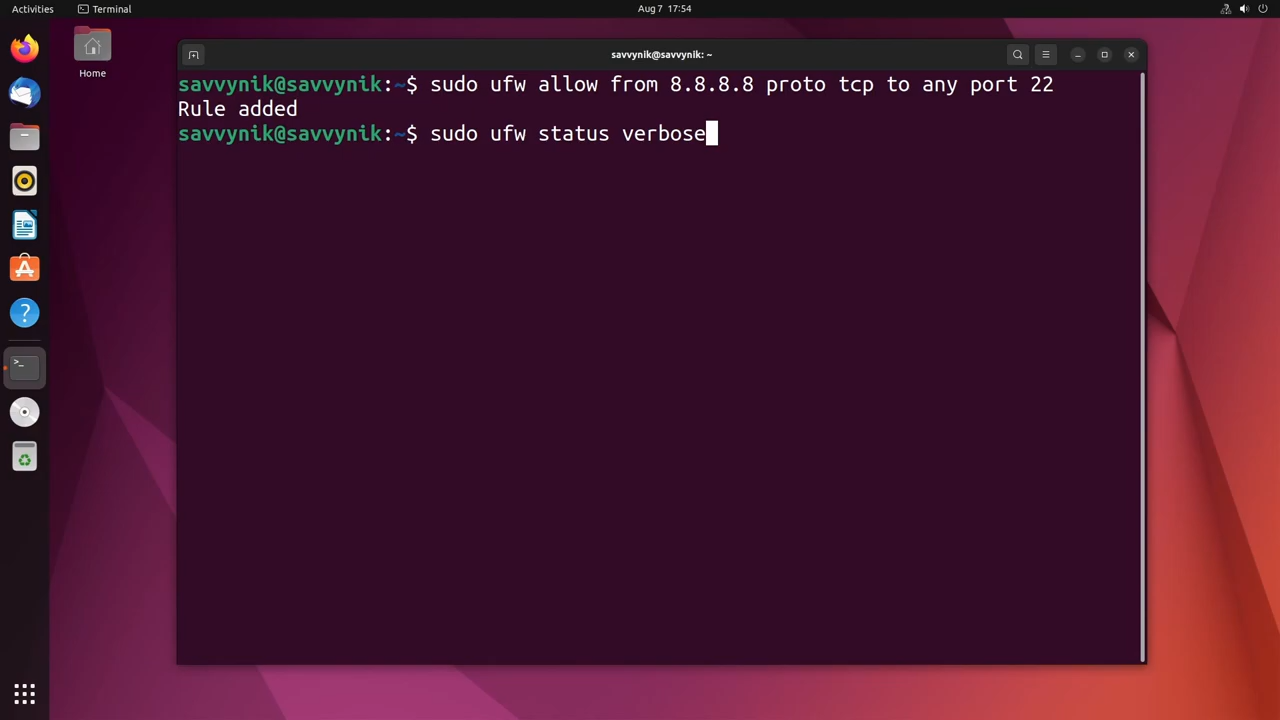 Activities
Terminal
Aug 7 17:54
Home
savvynik@savvynik: ~
savvynik@savvynik:~$ sudo ufw allow from 8.8.8.8 proto tcp to any port 22
Rule added
savvynik@savvynik:~$ sudo ufw status verbose